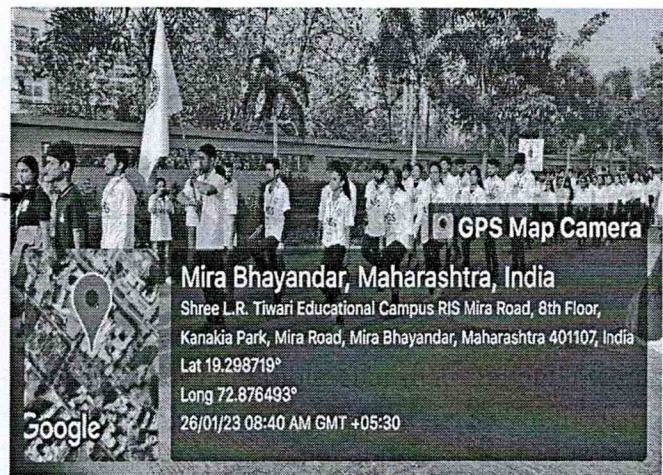 GPS Map Camera
Mira Bhayandar, Maharashtra, India
Shree L.R. Tiwari Educational Campus RIS Mira Road, 8th Floor,
Kanakia Park, Mira Road, Mira Bhayandar, Maharashtra 401107, India
Lat 19.298719°
Long 72.876493°
26/01/23 08:40 AM GMT +05:30
Google